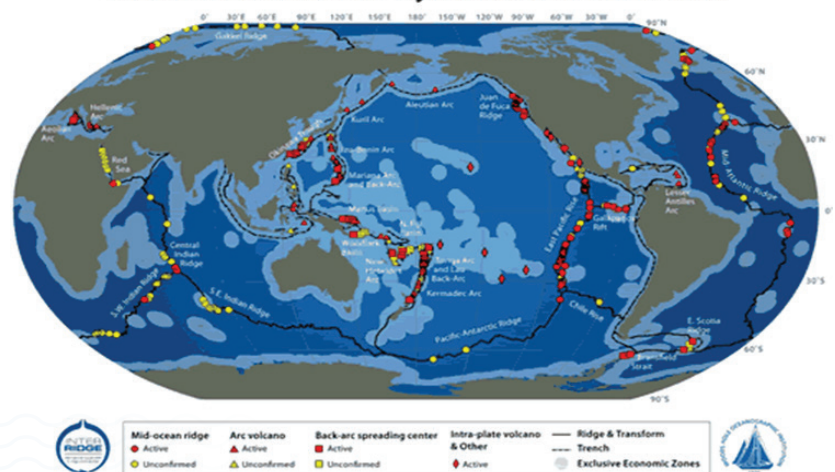 0° 30°E 60°E 90°E 120°E 150°E 180° 150°W 120°W 90°W 60°W 30°W 0° 90°N
Gakkel Ridge
60°N
Aleutian Arc
Juan
de Fuca
Ridge
Hellenic
Arc
Aeolian
Arc
Kuril Arc
30°N
Okinawa Trough
Izu-Bonin Arc
Red
Sea
Mariana Arc
and Back-Arc
Mid-Atlantic Ridge
Lesser
Antilles
Arc
0°
Manus Basin
N. Fiji
Basin
Galapagos
Rift
East Pacific Rise
Woodlark
Basin
Central
Indian
Ridge
New
Hebrides
Arc
Tonga Arc
and Lau
Back-Arc
30°S
S.W. Indian Ridge
S.E. Indian Ridge
Kermadec Arc
Chile Rise
Pacific-Antarctic Ridge
E. Scotia
Ridge
60°S
Bransfield
Strait
90°S
INTER
RIDGE
Mid-ocean ridge
Active
Unconfirmed
Arc volcano
Active
Unconfirmed
Back-arc spreading center
Active
Unconfirmed
Intra-plate volcano
& Other
Active
Ridge & Transform
Trench
Exclusive Economic Zones